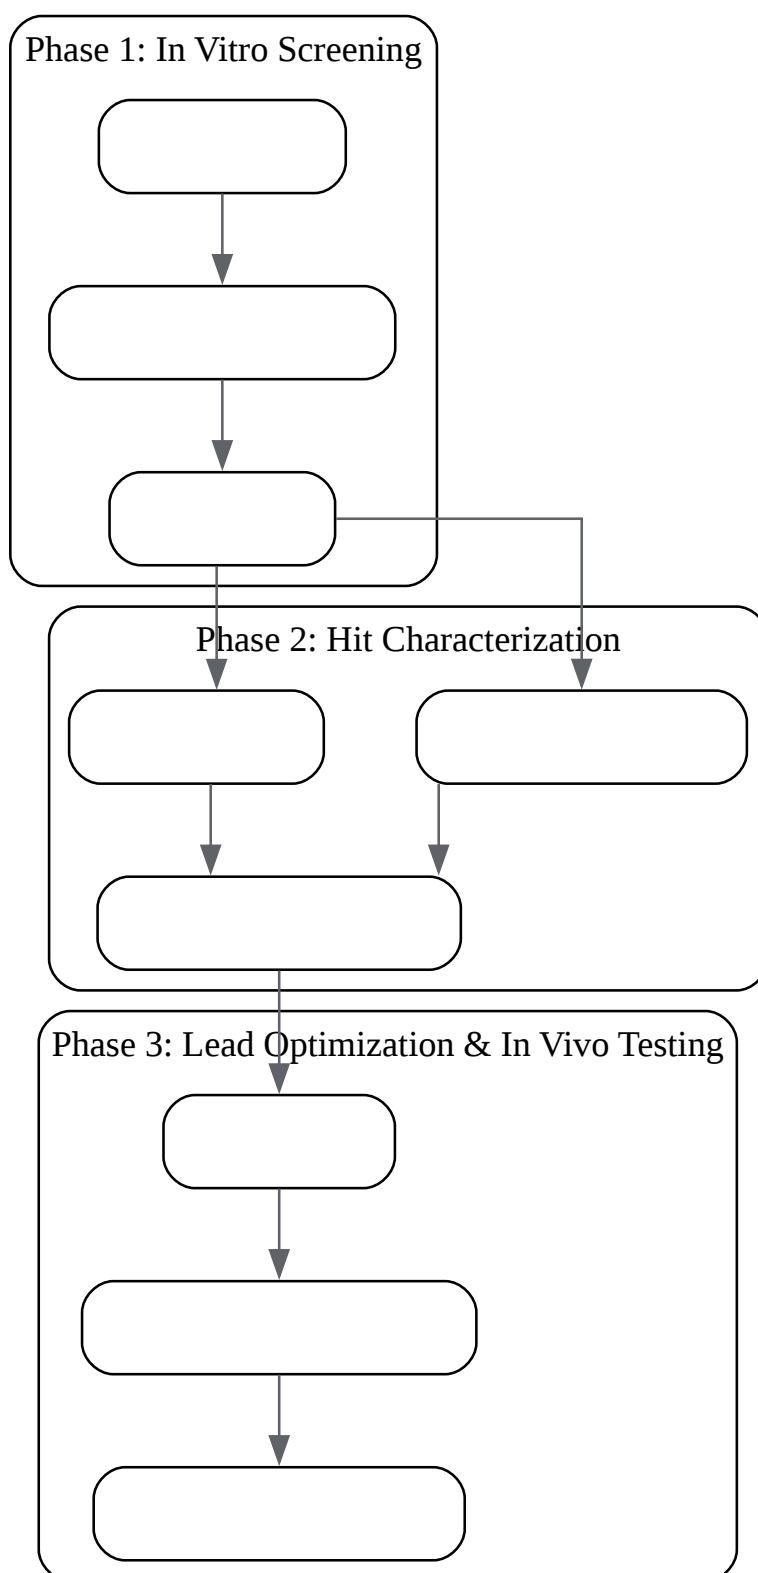 Phase 1: In Vitro Screening
Phase 2: Hit Characterization
Phase 3: Lead Optimization & In Vivo Testing